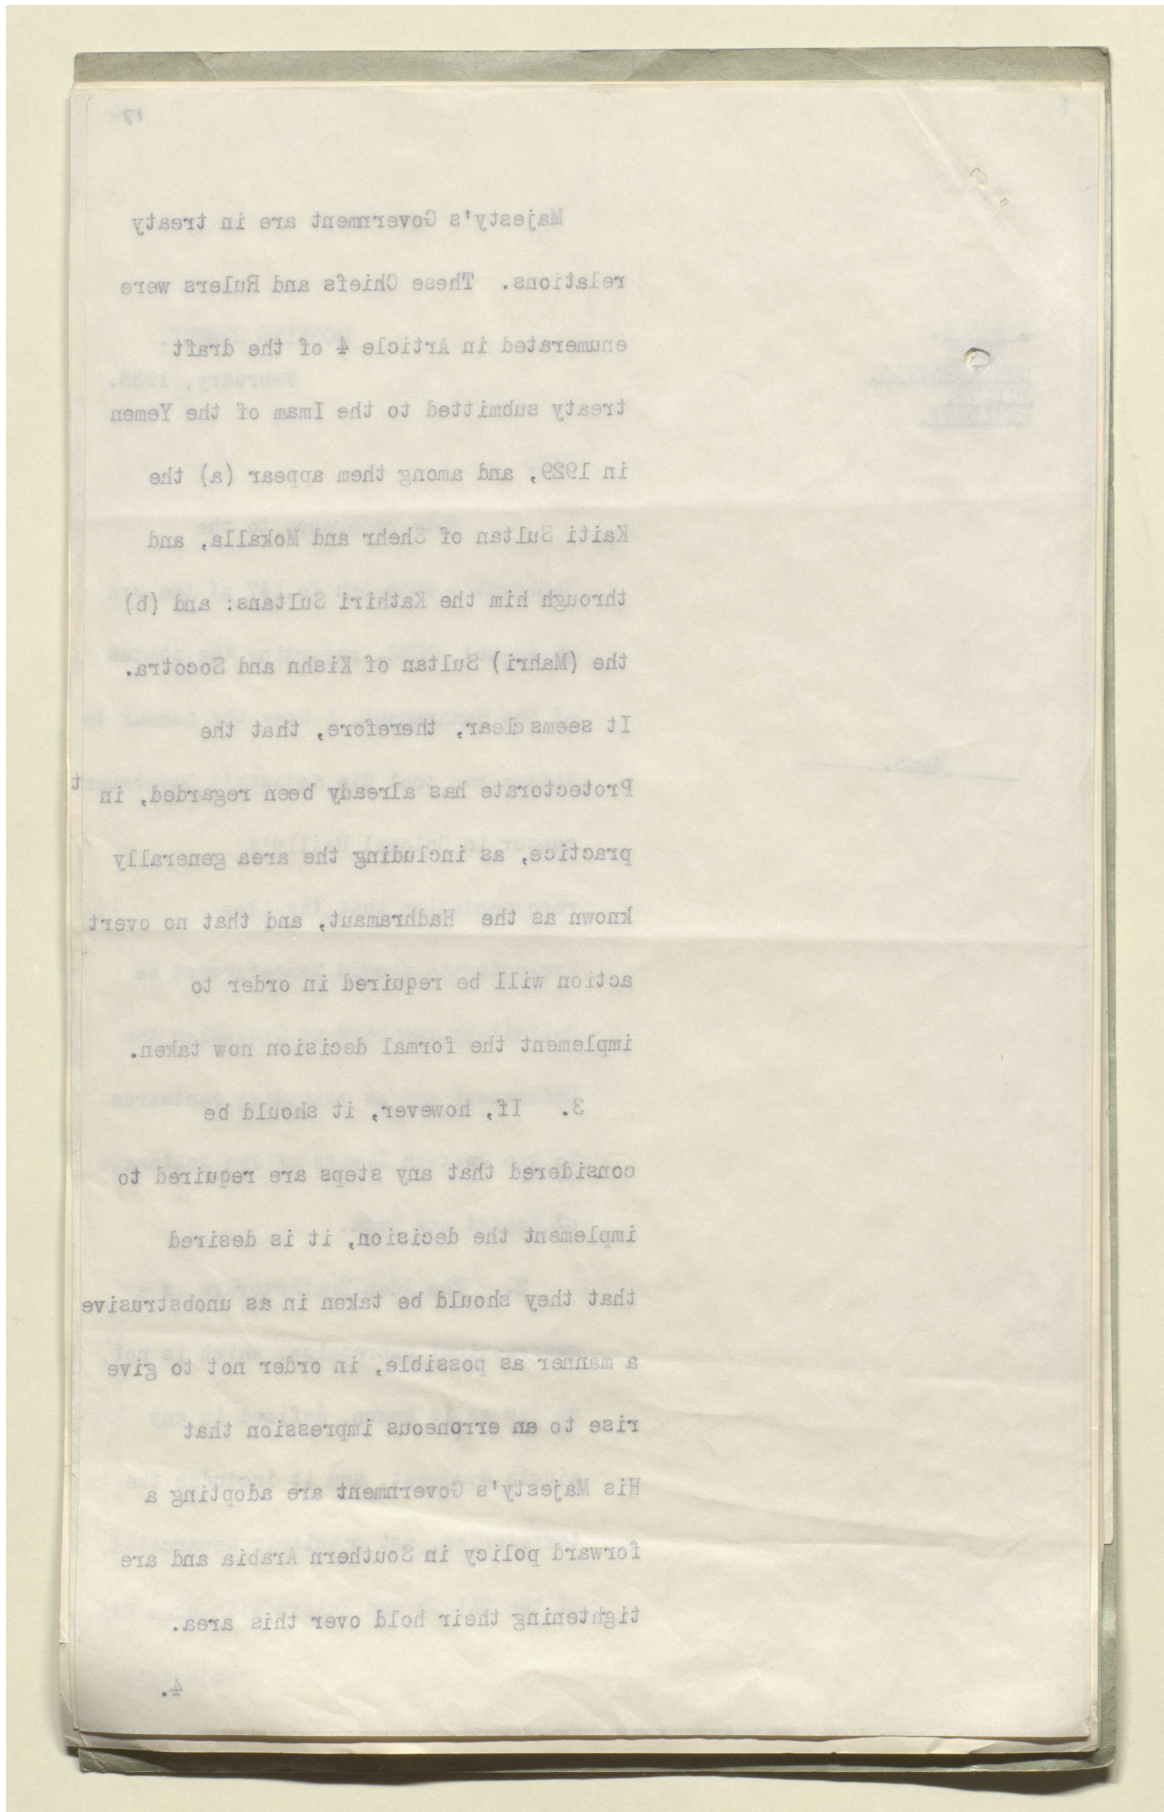 17
Majesty's Government are in treaty
relations. These Chiefs and Rulers were
enumerated in Article 4 of the draft
treaty submitted to the Imam of the Yemen
in 1929, and among them appear (a) the
Kaiti Sultan of Shehr and Mokalla, and
through him the Kathiri Sultans: and (b)
the (Mahri) Sultan of Kishn and Socotra.
It seems clear, therefore, that the
Protectorate has already been regarded, in
practice, as including the area generally
known as the Hadhramaut, and that no overt
action will be required in order to
implement the formal decision now taken.
3. If, however, it should be
considered that any steps are required to
implement the decision, it is desired
that they should be taken in as unobstrusive
a manner as possible, in order not to give
rise to an erroneous impression that
His Majesty's Government are adopting a
forward policy in Southern Arabia and are
tightening their hold over this area.
4.